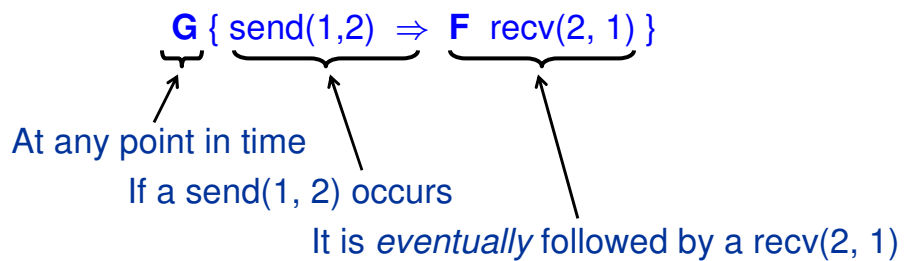 G { send(1,2) ⇒ F recv(2, 1) }
At any point in time
If a send(1, 2) occurs
It is eventually followed by a recv(2, 1)